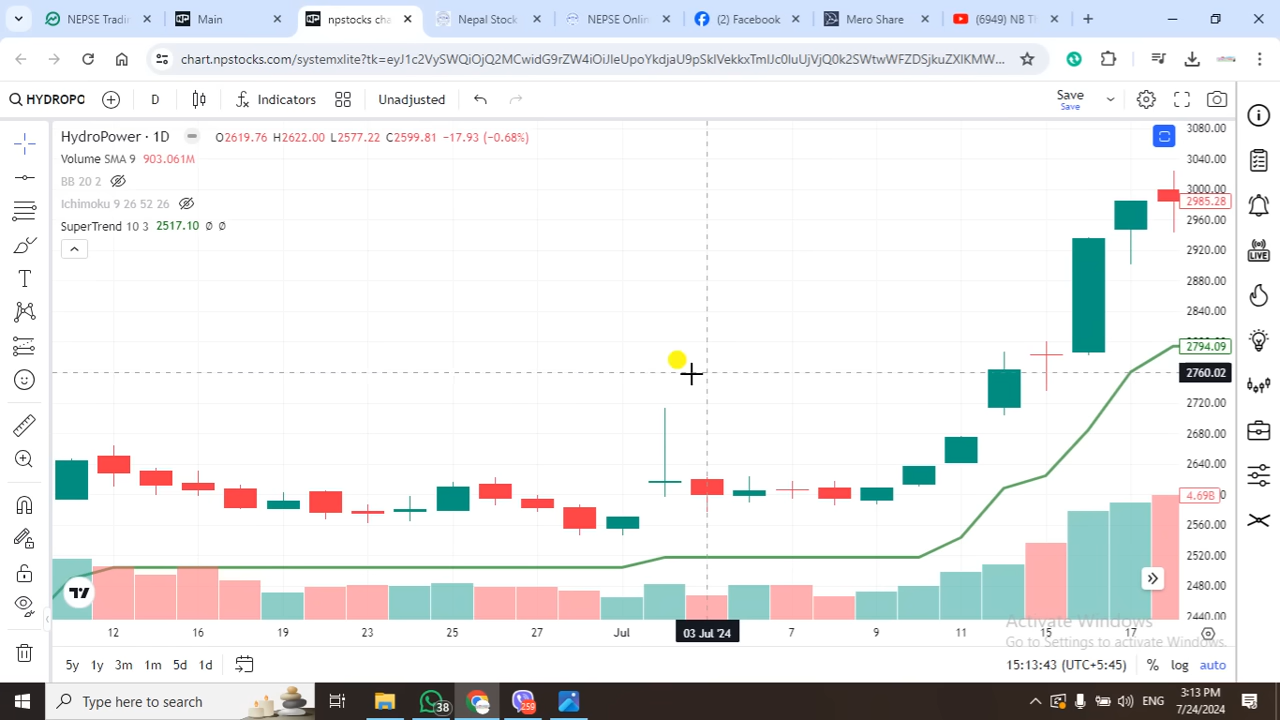 NEPSE Tradi
Main
npstocks cha
Nepal Stock
NEPSE Onlin
(2) Facebook
Mero Share
(6949) NB T
chart.npstocks.com/systemxlite?tk=
HYDROPO
D
Indicators
Unadjusted
Save
Save
HydroPower · 1D
O2619.76 H2622.00 L2577.22 C2599.81 −17.93 (−0.68%)
Volume SMA 9 903.061M
BB 20 2
Ichimoku 9 26 52 26
SuperTrend 10 3 2517.10 Ø Ø
3080.00
3040.00
3000.00
2985.28
2960.00
2920.00
2880.00
2840.00
2794.09
2760.02
2720.00
2680.00
2640.00
4.69B
2560.00
2520.00
2480.00
2440.00
LIVE
12 16 19 23 25 27 Jul 03 Jul '24 7 9 11 15 17
Activate Windows
Go to Settings to activate Windows.
5y 1y 3m 1m 5d 1d
15:13:43 (UTC+5:45) % log auto
Type here to search
38
259
ENG
3:13 PM
7/24/2024